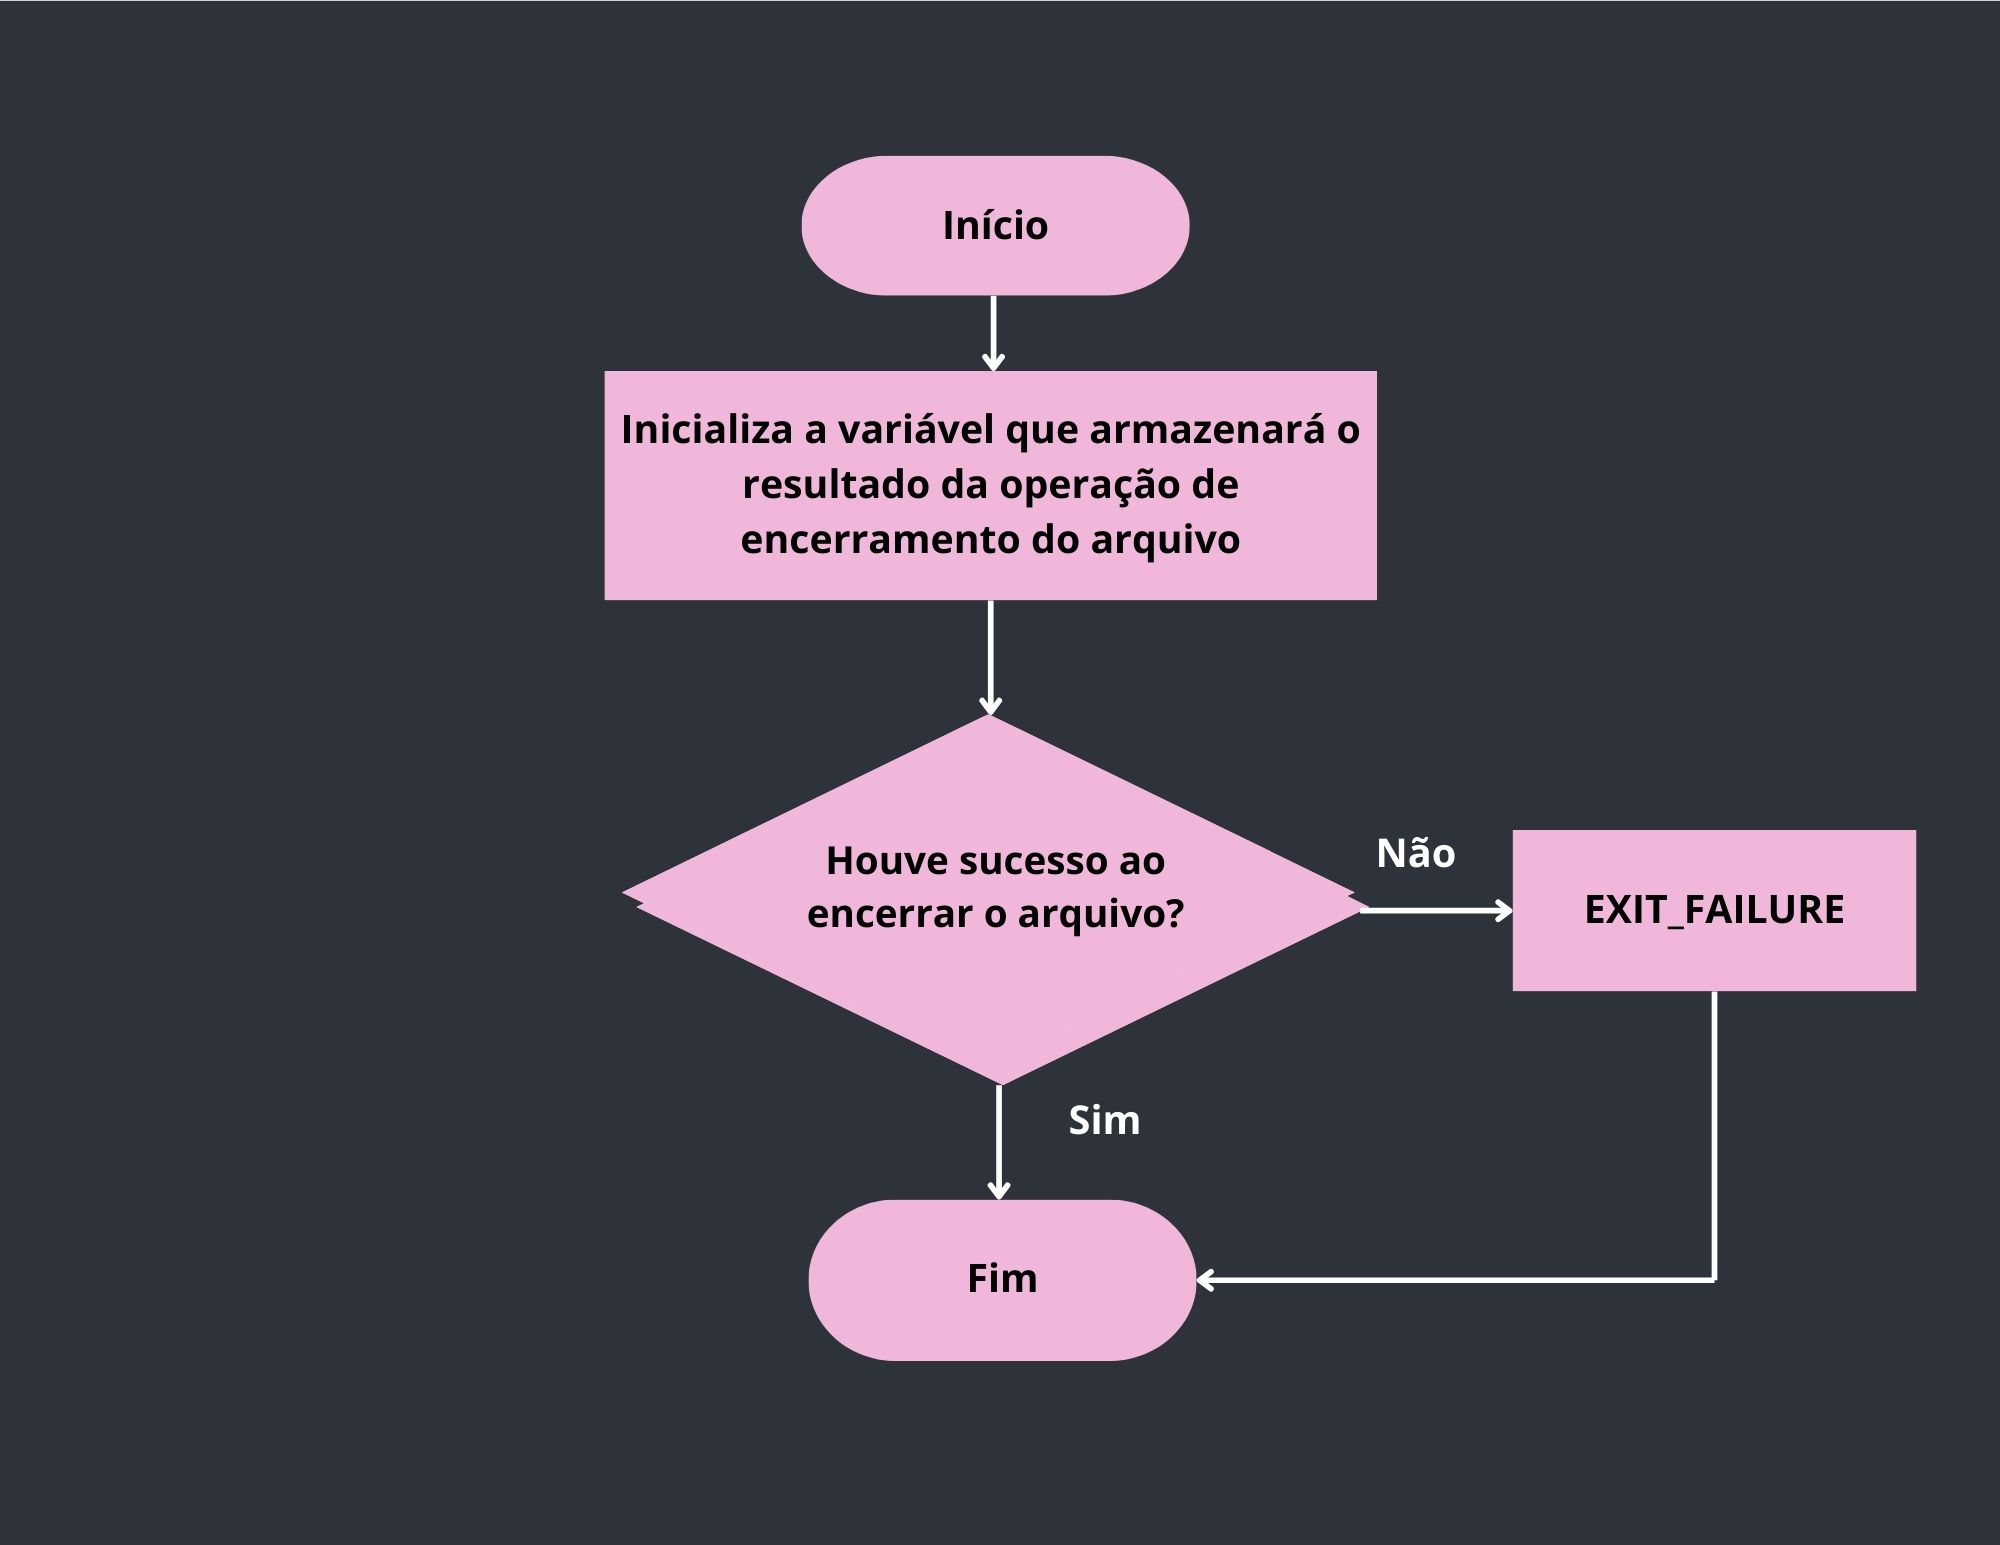 Início
Inicializa a variável que armazenará o
resultado da operação de
encerramento do arquivo
Houve sucesso ao
encerrar o arquivo?
Não
EXIT_FAILURE
Sim
Fim